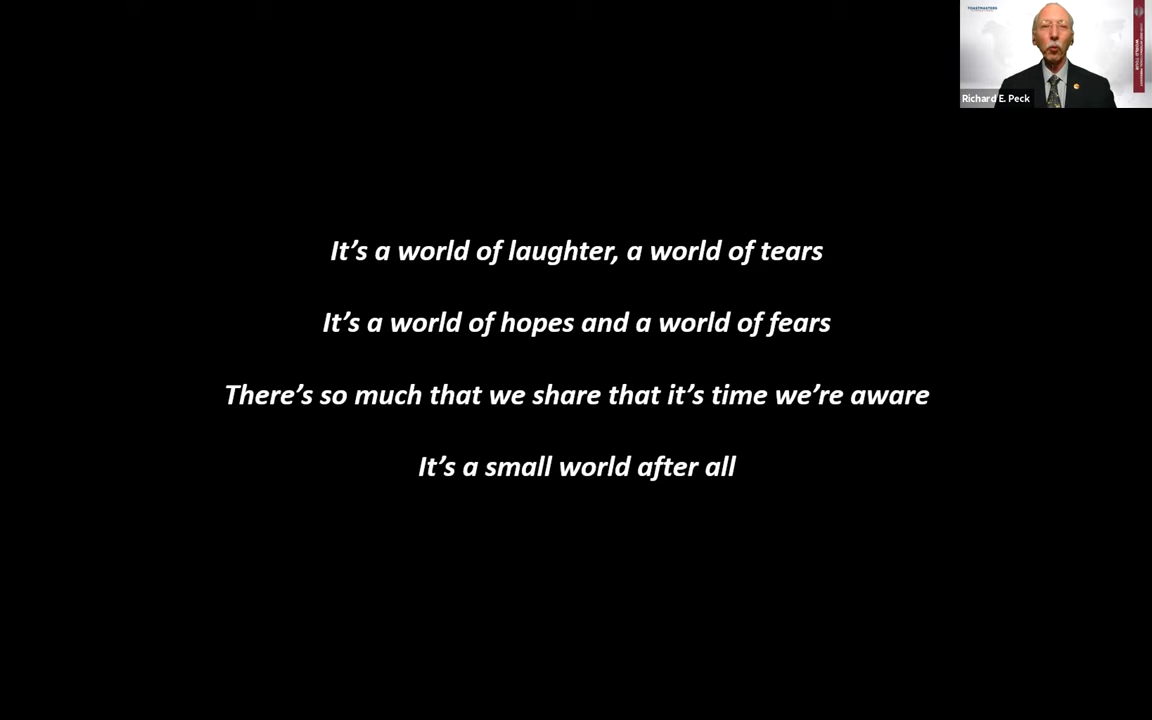 TOASTMASTERS
Richard E. Peck
It’s a world of laughter, a world of tears
It’s a world of hopes and a world of fears
There’s so much that we share that it’s time we’re aware
It’s a small world after all